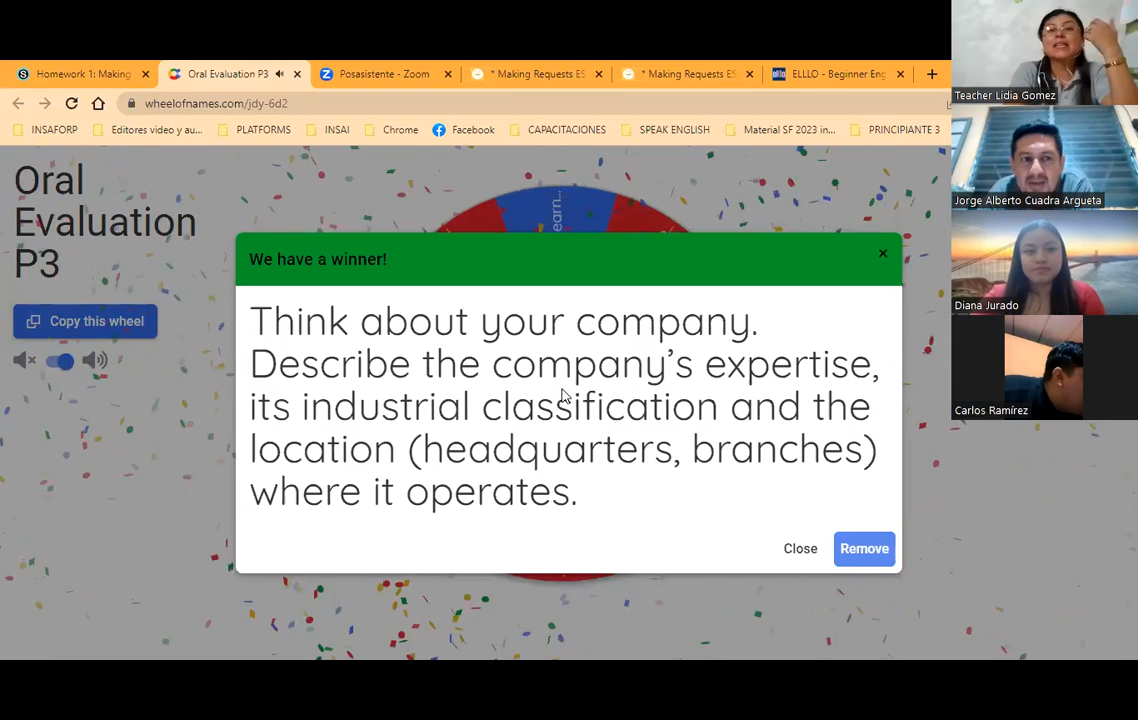 Homework 1: Making
Oral Evaluation P3
Posasistente - Zoom
* Making Requests ES
* Making Requests ES
ELLLO - Beginner Eng
wheelofnames.com/jdy-6d2
INSAFORP
Editores video y au...
PLATFORMS
INSAI
Chrome
Facebook
CAPACITACIONES
SPEAK ENGLISH
Material SF 2023 in...
PRINCIPIANTE 3
Oral
Evaluation
P3
Copy this wheel
earn...
We have a winner!
Think about your company.
Describe the company's expertise,
its industrial classification and the
location (headquarters, branches)
where it operates.
Close
Remove
Teacher Lidia Gomez
Jorge Alberto Cuadra Argueta
Diana Jurado
Carlos Ramírez